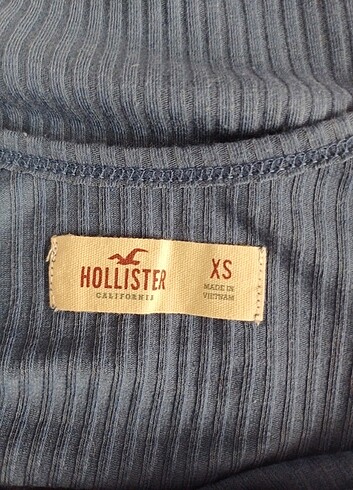 HOLLISTER
CALIFORNIA
XS
MADE IN
VIETNAM